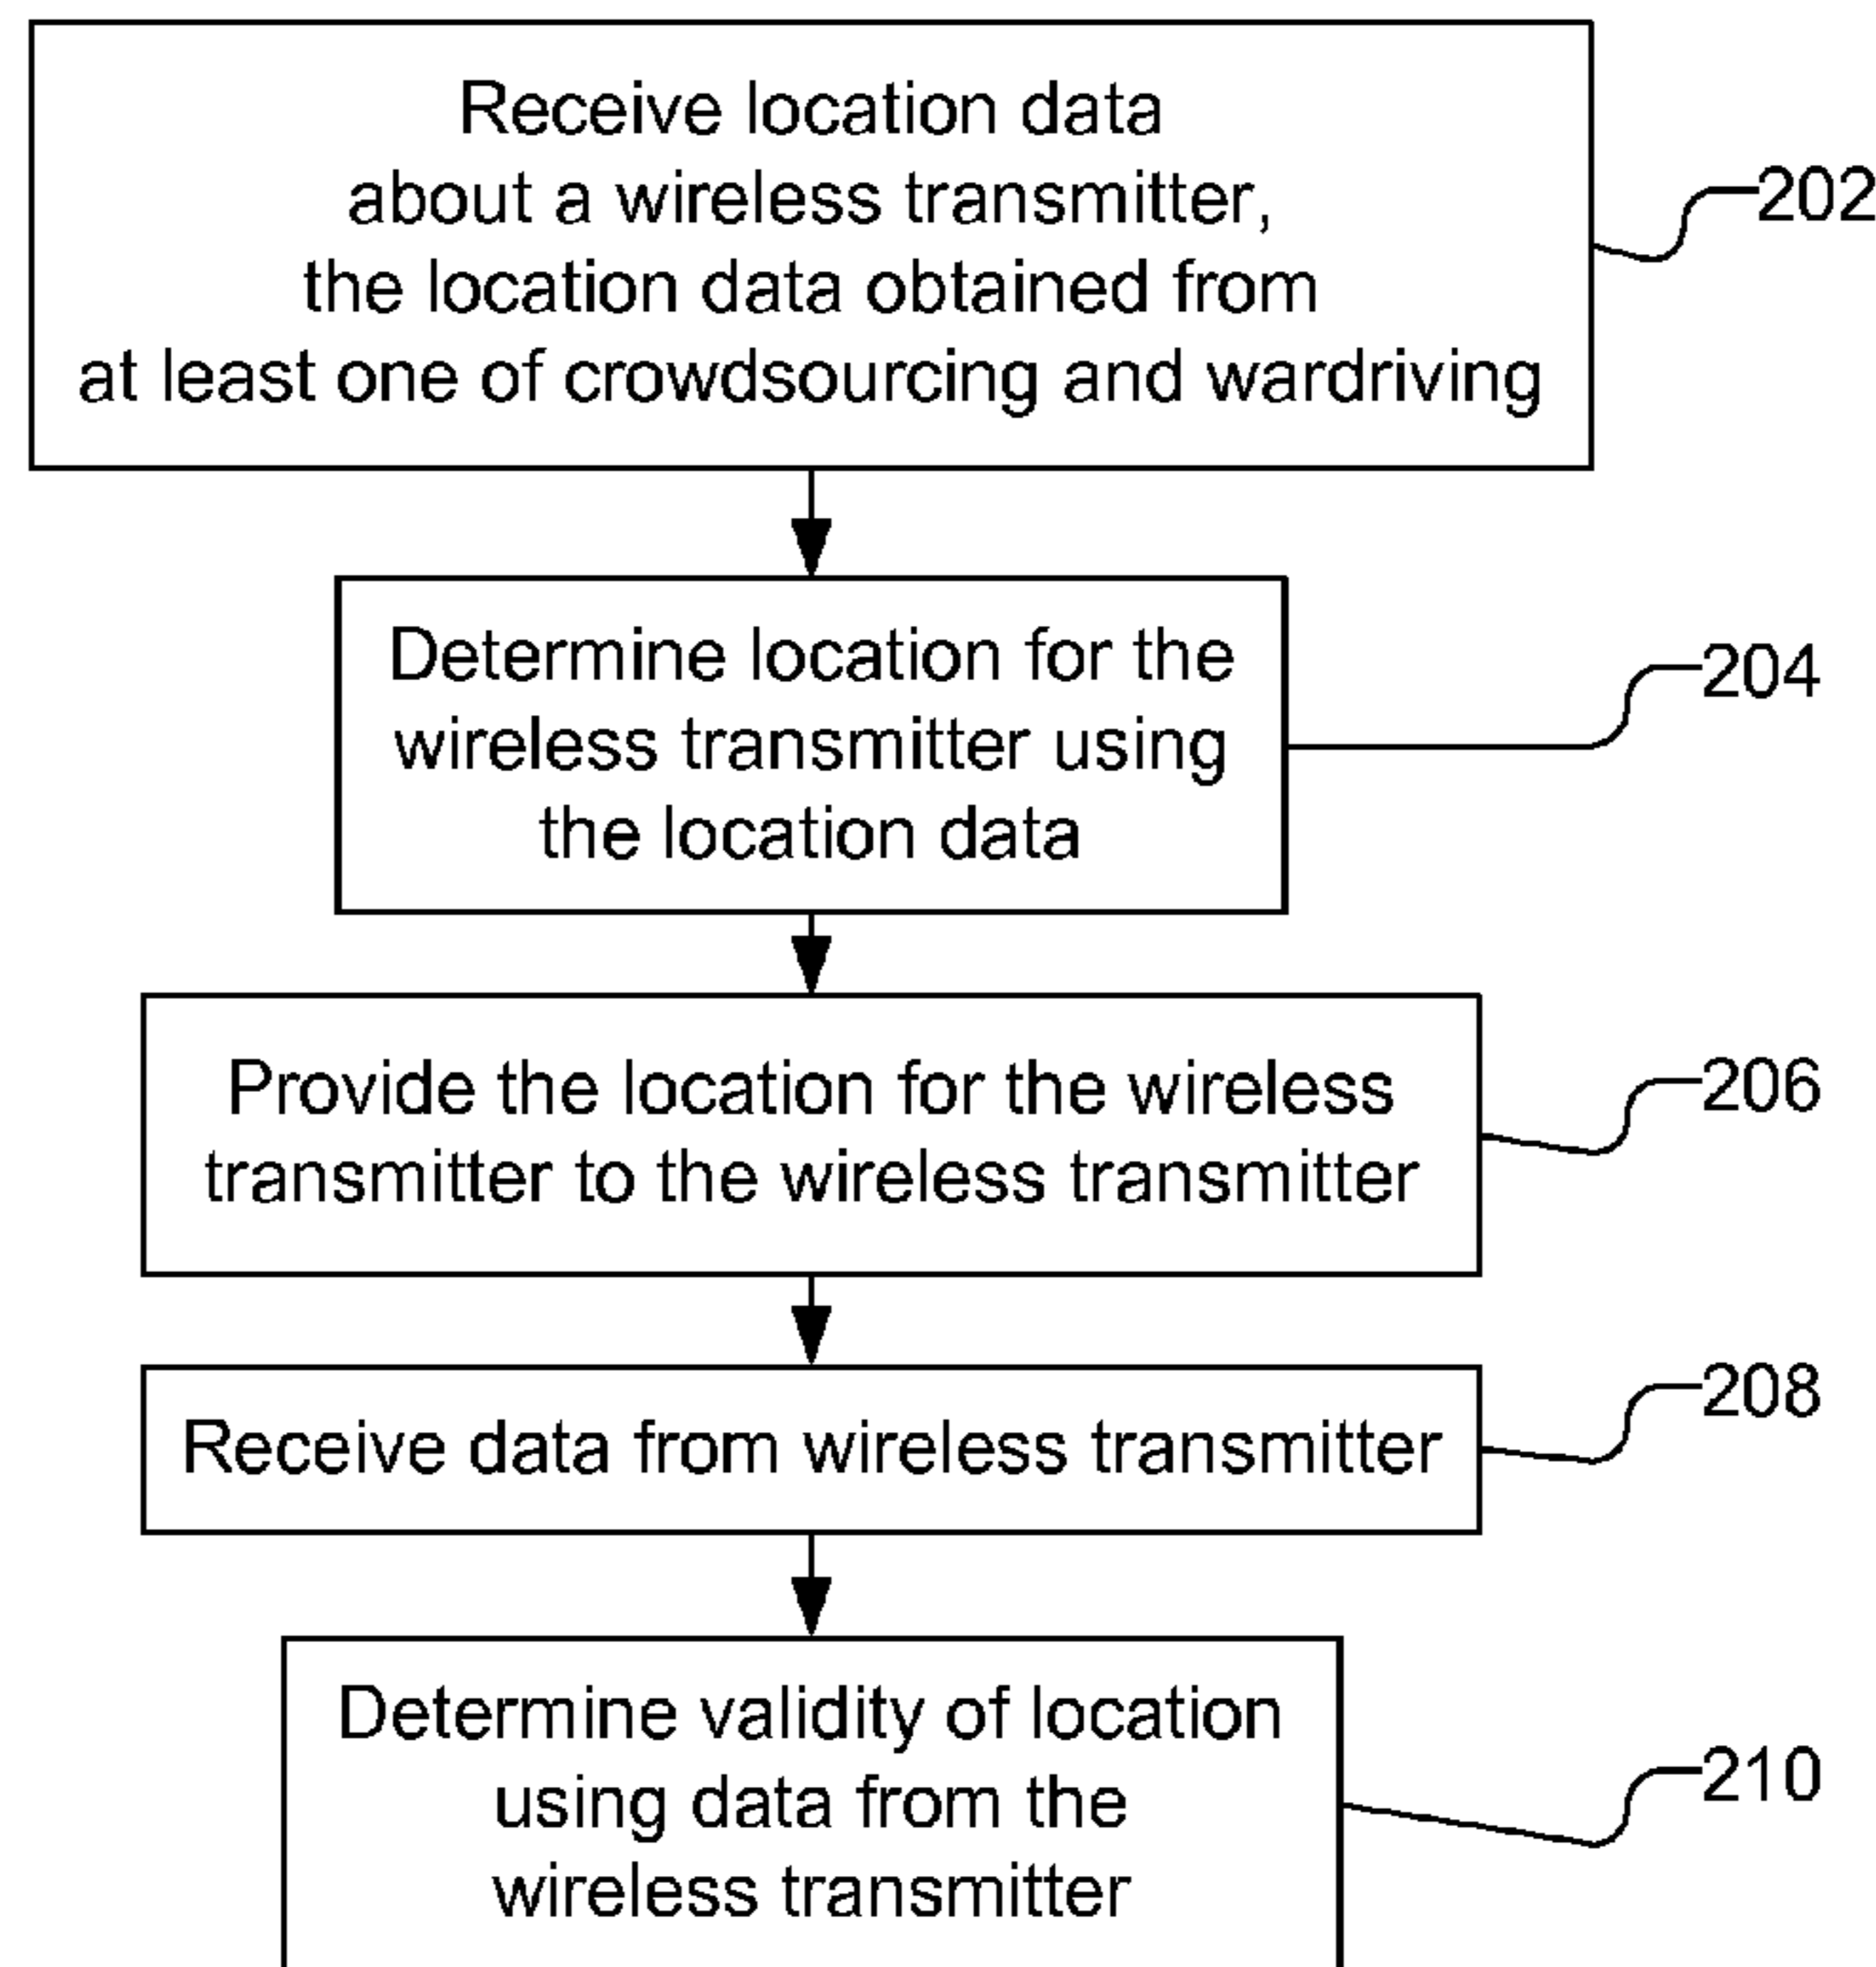 Receive location data
about a wireless transmitter,
the location data obtained from
at least one of crowdsourcing and wardriving
202
Determine location for the
wireless transmitter using
the location data
204
Provide the location for the wireless
transmitter to the wireless transmitter
206
Receive data from wireless transmitter
208
Determine validity of location
using data from the
wireless transmitter
210